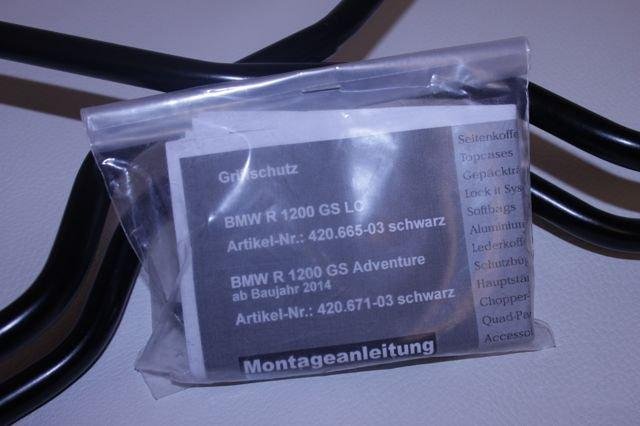 Griffschutz
BMW R 1200 GS LC
Artikel-Nr.: 420.665-03 schwarz
BMW R 1200 GS Adventure
ab Baujahr 2014
Artikel-Nr.: 420.671-03 schwarz
Montageanleitung
Seitenkoffe
Topcases
Gepäckträ
Lock it Sys
Softbags
Aluminium
Lederkoff
Schutzbüg
Hauptstän
Chopper-
Quad-Pa
Accesso